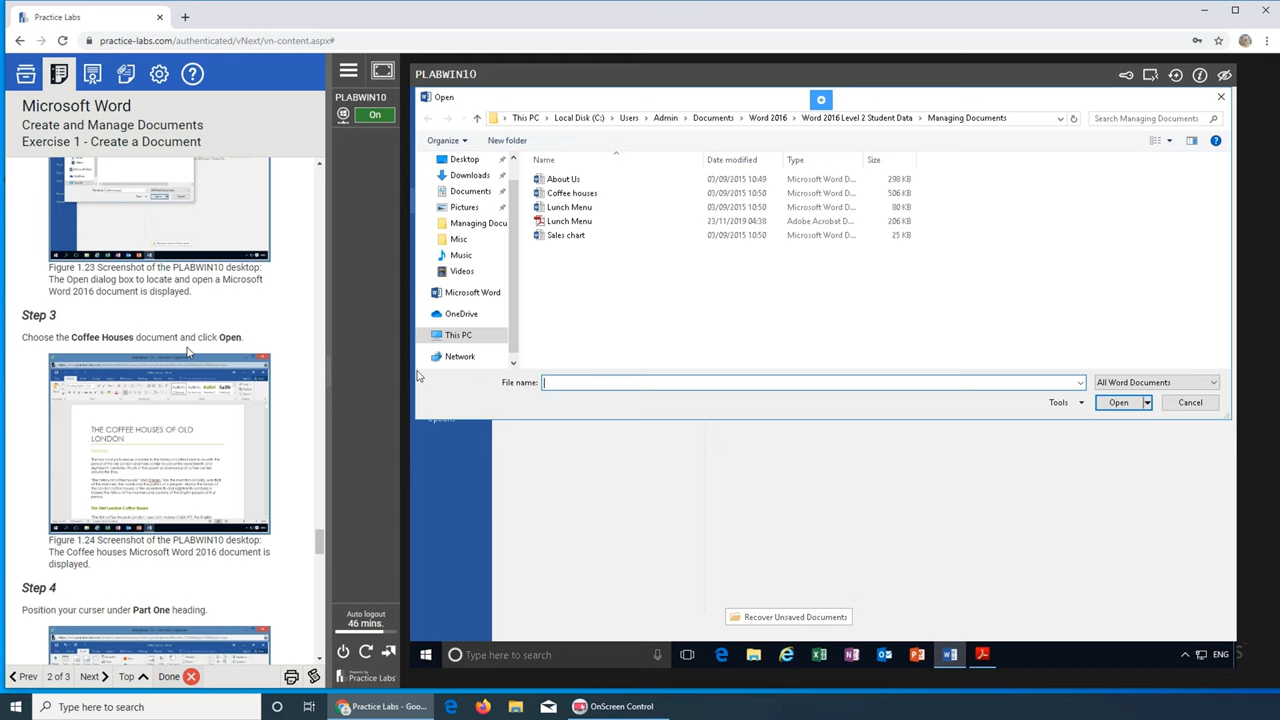 Practice Labs
practice-labs.com/authenticated/vNext/vn-content.aspx#
Microsoft Word
Create and Manage Documents
Exercise 1 - Create a Document
Figure 1.23 Screenshot of the PLABWIN10 desktop:
The Open dialog box to locate and open a Microsoft
Word 2016 document is displayed.
Step 3
Choose the Coffee Houses document and click Open.
THE COFFEE HOUSES OF OLD
LONDON
Figure 1.24 Screenshot of the PLABWIN10 desktop:
The Coffee houses Microsoft Word 2016 document is
displayed.
Step 4
Position your curser under Part One heading.
Prev 2 of 3 Next Top Done
PLABWIN10
On
Auto logout
46 mins.
Practice Labs
PLABWIN10
Open
This PC Local Disk (C:) Users Admin Documents Word 2016 Word 2016 Level 2 Student Data Managing Documents
Search Managing Documents
Organize New folder
Desktop
Downloads
Documents
Pictures
Managing Docu
Misc
Music
Videos
Microsoft Word
OneDrive
This PC
Network
Name Date modified Type Size
About Us 03/09/2015 10:49 Microsoft Word D... 298 KB
Coffee houses 03/09/2015 10:50 Microsoft Word D... 506 KB
Lunch Menu 03/09/2015 10:50 Microsoft Word D... 80 KB
Lunch Menu 23/11/2019 04:38 Adobe Acrobat D... 206 KB
Sales chart 03/09/2015 10:50 Microsoft Word D... 25 KB
File name: All Word Documents
Tools Open Cancel
Recover Unsaved Documents
Type here to search
ENG
Type here to search
Practice Labs - Goo...
OnScreen Control